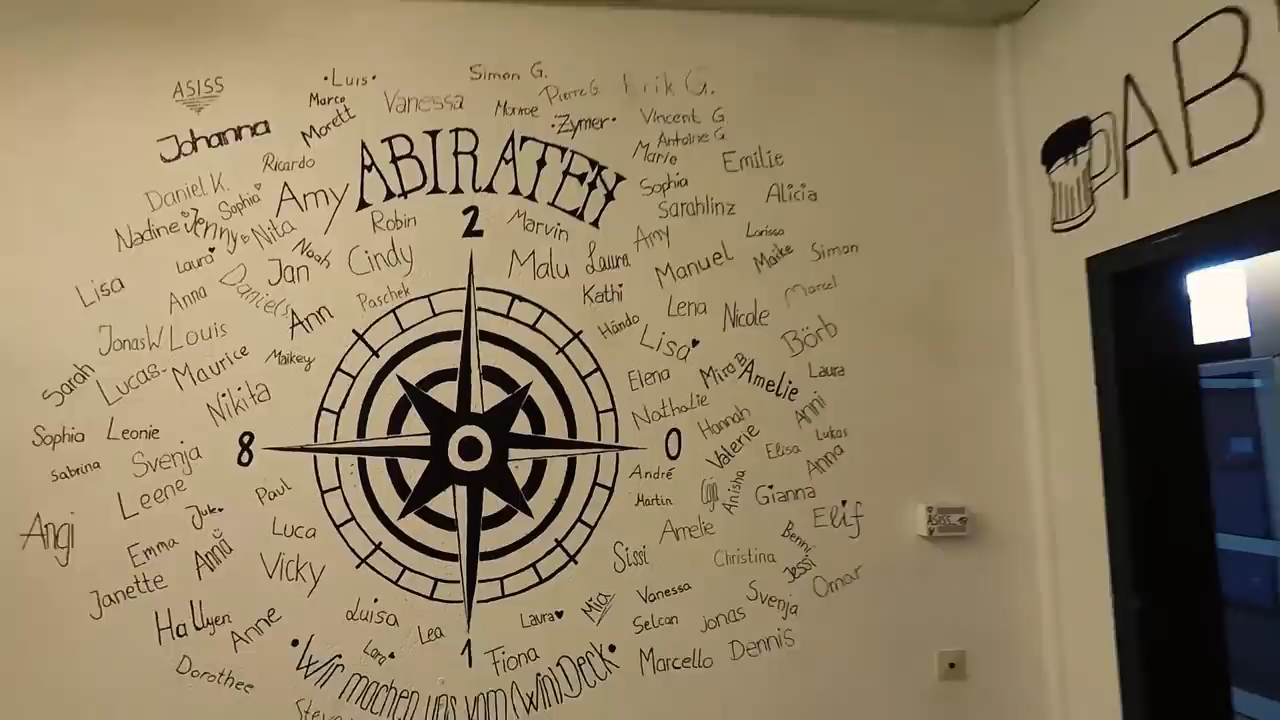 ASISS
•Luis•
Simon G.
Marco
Vanessa
Monroe
Pierre G.
Erik G.
Morett
•Zymer•
Vincent G.
Antoine G.
Johanna
Ricardo
ABIRATEN
Marie
Emilie
AB
Daniel K.
Sophia
Amy
Robin
2
Marvin
Sophia
Sarahlinz
Alicia
Nadine
Jenny
Nita
Noah
Cindy
Malu
Laura
Amy
Larissa
Laura
Jan
Manuel
Maike
Simon
Lisa
Anna
Daniels
Ann
Paschek
Kathi
Lena
Nicole
Marcel
JonasW
Louis
Händo
Lisa
Börb
Sarah
Lucas
Maurice
Maikey
Elena
Mira B
Amelie
Laura
Nikita
Nathalie
Hannah
Anni
Sophia
Leonie
8
0
Valerie
Elisa
Lukas
Sabrina
Svenja
André
Anna
Leene
Paul
Martin
Anisha
Gianna
Angi
Luca
Amelie
Elif
ASISS
Emma
Anna
Vicky
Sissi
Christina
Benni
Janette
Jessi
Omar
Hallyen
Anne
Luisa
Lea
Laura
Mia
Vanessa
Svenja
Selcan
Jonas
Dorothee
Lara
1
Fiona
Marcello
Dennis
•Wir machen uns vom (Win)Deck•